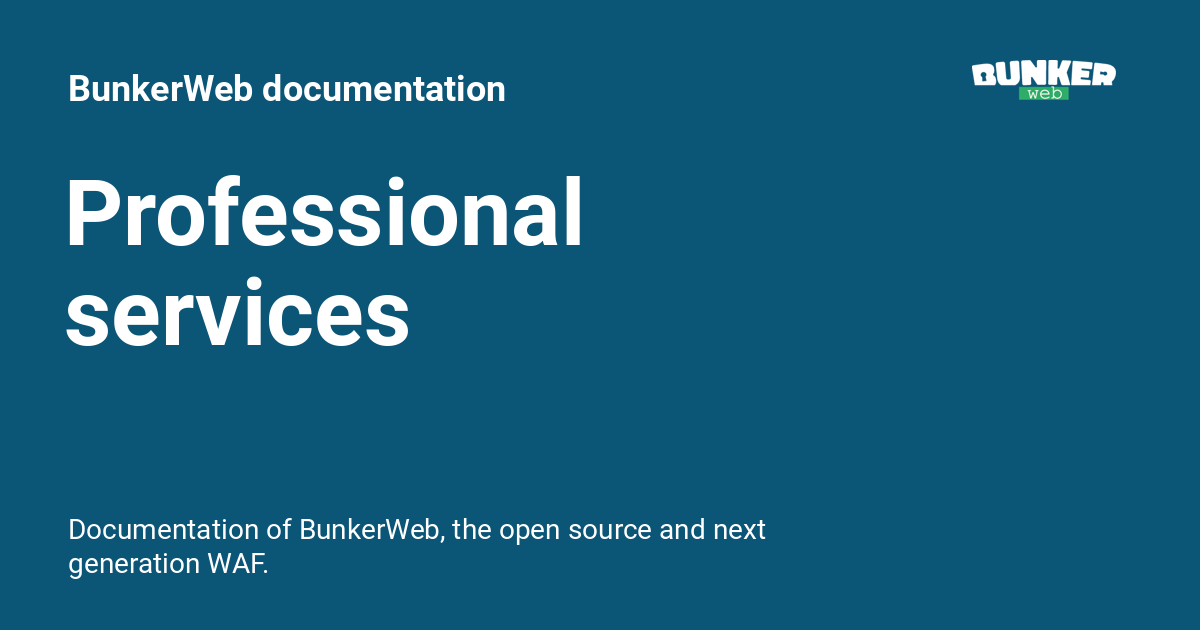 BunkerWeb documentation
BUNKER
web
Professional
services
Documentation of BunkerWeb, the open source and next
generation WAF.